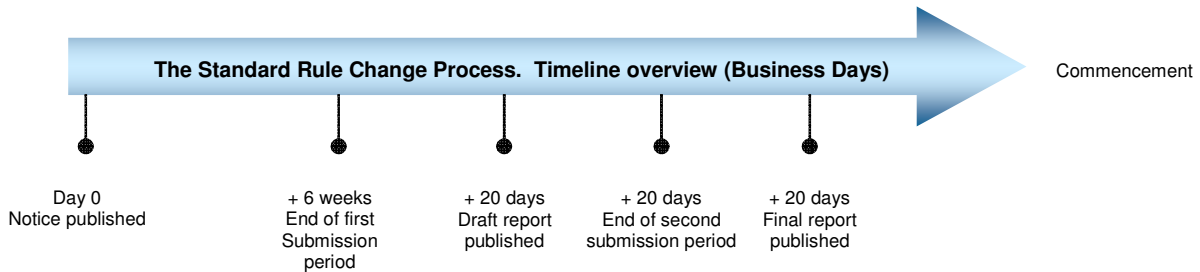 The Standard Rule Change Process. Timeline overview (Business Days)
Commencement
Day 0
Notice published
+ 6 weeks
End of first
Submission
period
+ 20 days
Draft report
published
+ 20 days
End of second
submission period
+ 20 days
Final report
published